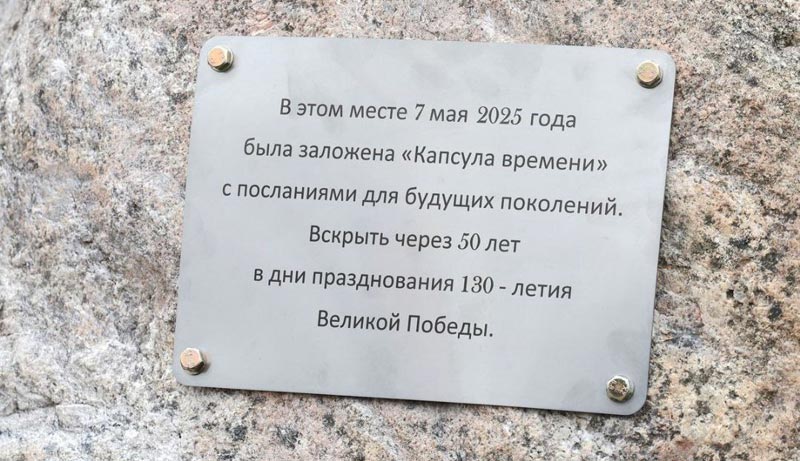 В этом месте 7 мая 2025 года
была заложена «Капсула времени»
с посланиями для будущих поколений.
Вскрыть через 50 лет
в дни празднования 130 - летия
Великой Победы.